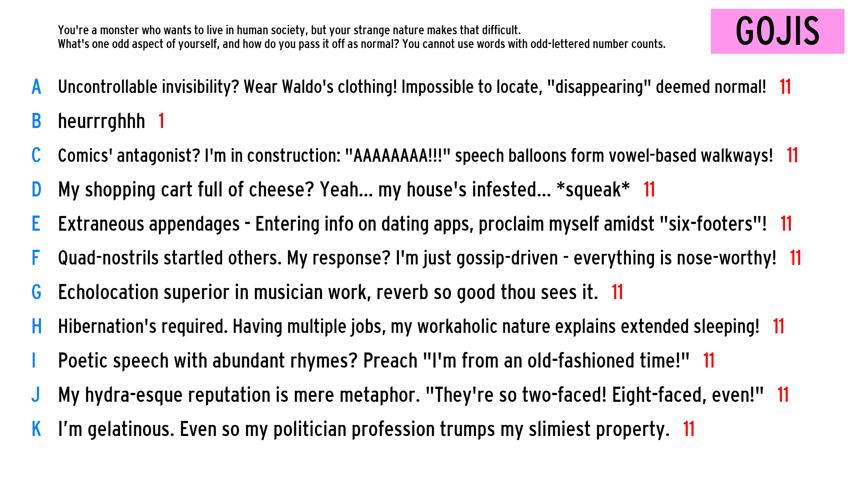 You're a monster who wants to live in human society, but your strange nature makes that difficult.
What's one odd aspect of yourself, and how do you pass it off as normal? You cannot use words with odd-lettered number counts.
GOJIS
A Uncontrollable invisibility? Wear Waldo's clothing! Impossible to locate, "disappearing" deemed normal! 11
B heurrrghhh 1
C Comics' antagonist? I'm in construction: "AAAAAAAA!!!" speech balloons form vowel-based walkways! 11
D My shopping cart full of cheese? Yeah... my house's infested... *squeak* 11
E Extraneous appendages - Entering info on dating apps, proclaim myself amidst "six-footers"! 11
F Quad-nostrils startled others. My response? I'm just gossip-driven - everything is nose-worthy! 11
G Echolocation superior in musician work, reverb so good thou sees it. 11
H Hibernation's required. Having multiple jobs, my workaholic nature explains extended sleeping! 11
I Poetic speech with abundant rhymes? Preach "I'm from an old-fashioned time!" 11
J My hydra-esque reputation is mere metaphor. "They're so two-faced! Eight-faced, even!" 11
K I’m gelatinous. Even so my politician profession trumps my slimiest property. 11